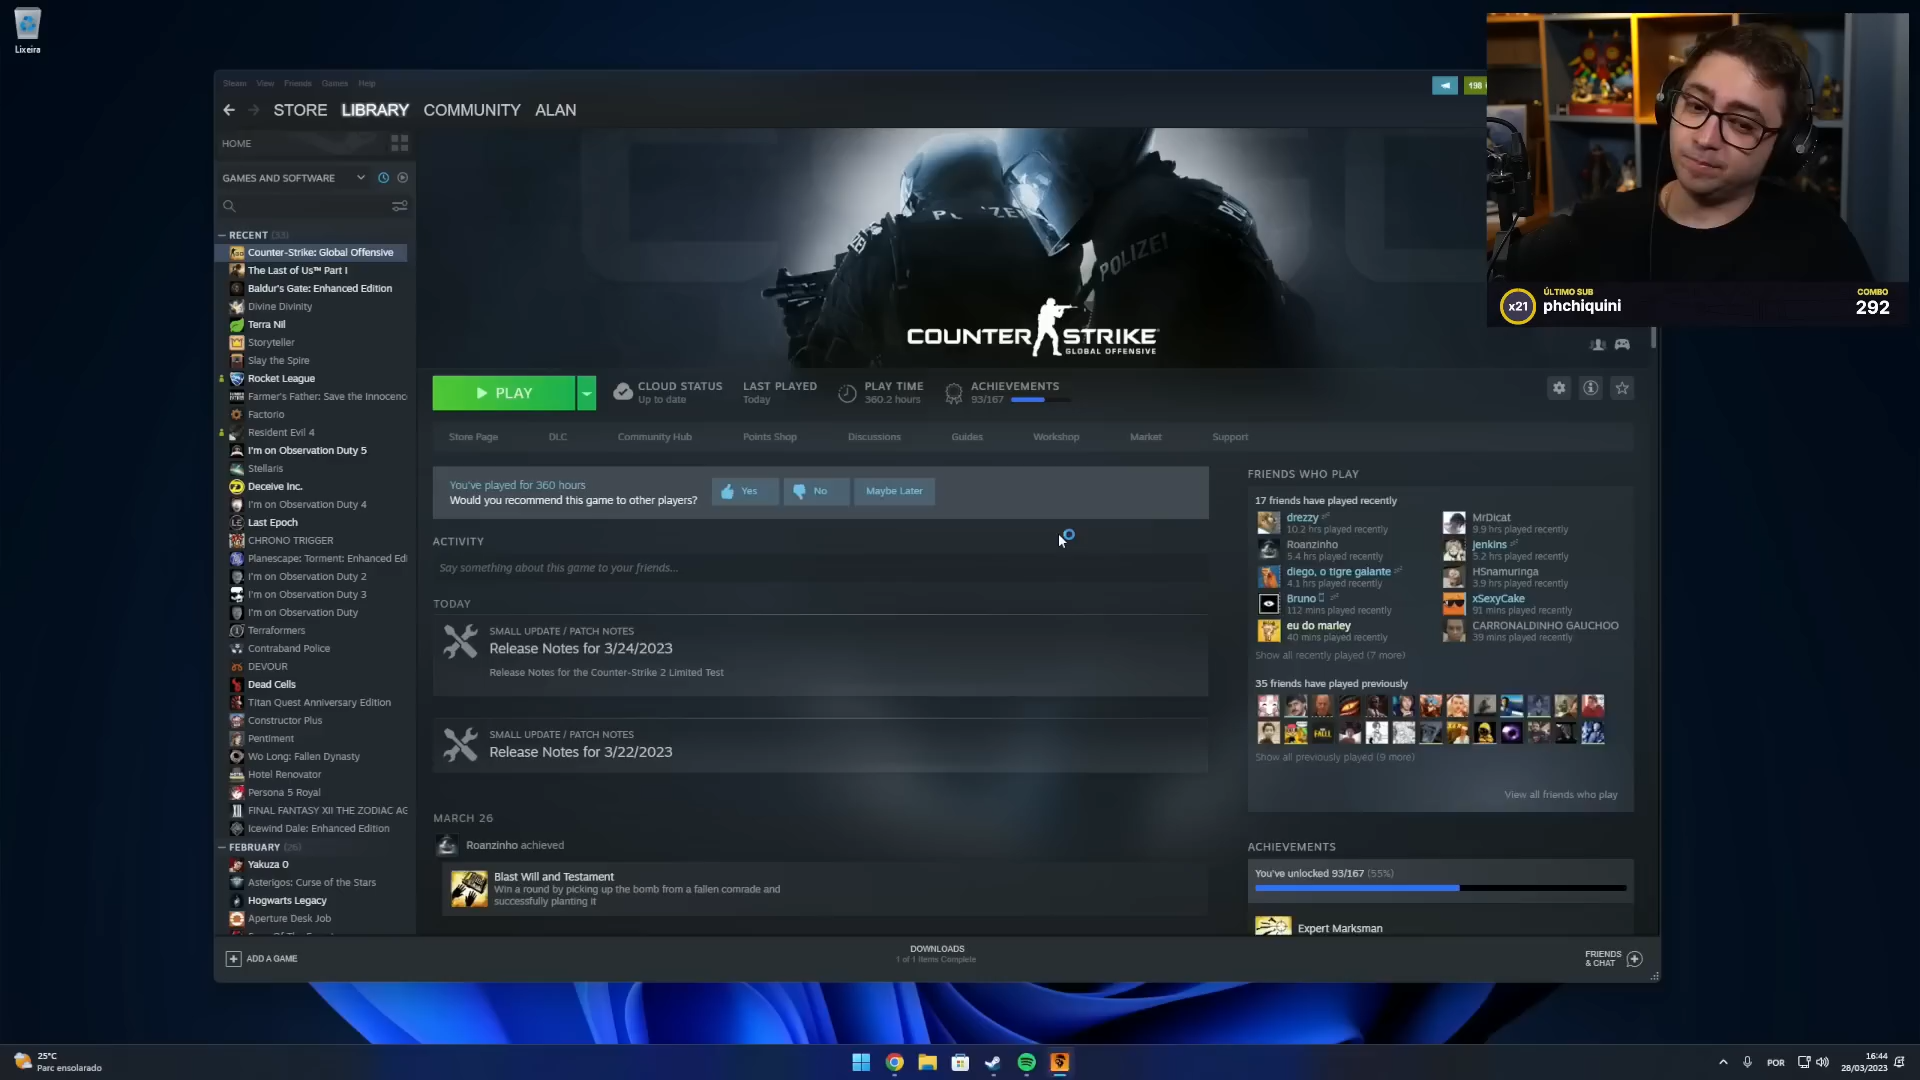 Lixeira
Steam View Friends Games Help
STORE LIBRARY COMMUNITY ALAN
198
HOME
GAMES AND SOFTWARE
RECENT (33)
Counter-Strike: Global Offensive
The Last of Us™ Part I
Baldur's Gate: Enhanced Edition
Divine Divinity
Terra Nil
Storyteller
Slay the Spire
Rocket League
Farmer's Father: Save the Innocenc
Factorio
Resident Evil 4
I'm on Observation Duty 5
Stellaris
Deceive Inc.
I'm on Observation Duty 4
Last Epoch
CHRONO TRIGGER
Planescape: Torment: Enhanced Edi
I'm on Observation Duty 2
I'm on Observation Duty 3
I'm on Observation Duty
Terraformers
Contraband Police
DEVOUR
Dead Cells
Titan Quest Anniversary Edition
Constructor Plus
Pentiment
Wo Long: Fallen Dynasty
Hotel Renovator
Persona 5 Royal
FINAL FANTASY XII THE ZODIAC AG
Icewind Dale: Enhanced Edition
FEBRUARY (26)
Yakuza 0
Asterigos: Curse of the Stars
Hogwarts Legacy
Aperture Desk Job
ADD A GAME
POLIZEI
COUNTER STRIKE
GLOBAL OFFENSIVE
PLAY
CLOUD STATUS
Up to date
LAST PLAYED
Today
PLAY TIME
360.2 hours
ACHIEVEMENTS
93/167
Store Page DLC Community Hub Points Shop Discussions Guides Workshop Market Support
You've played for 360 hours
Would you recommend this game to other players?
Yes No Maybe Later
ACTIVITY
Say something about this game to your friends...
TODAY
SMALL UPDATE / PATCH NOTES
Release Notes for 3/24/2023
Release Notes for the Counter-Strike 2 Limited Test
SMALL UPDATE / PATCH NOTES
Release Notes for 3/22/2023
MARCH 26
Roanzinho achieved
Blast Will and Testament
Win a round by picking up the bomb from a fallen comrade and
successfully planting it
FRIENDS WHO PLAY
17 friends have played recently
drezzy
10.2 hrs played recently
MrDicat
9.9 hrs played recently
Roanzinho
5.4 hrs played recently
jenkins
5.2 hrs played recently
diego, o tigre galante
4.1 hrs played recently
HSnamuringa
3.9 hrs played recently
Bruno
112 mins played recently
xSexyCake
91 mins played recently
eu do marley
40 mins played recently
CARRONALDINHO GAUCHOO
39 mins played recently
Show all recently played (7 more)
35 friends have played previously
Show all previously played (9 more)
View all friends who play
ACHIEVEMENTS
You've unlocked 93/167 (55%)
Expert Marksman
DOWNLOADS
1 of 1 Items Complete
FRIENDS
& CHAT
x21
ÚLTIMO SUB
phchiquini
COMBO
292
25°C
Parc ensolarado
POR
16:44
28/03/2023